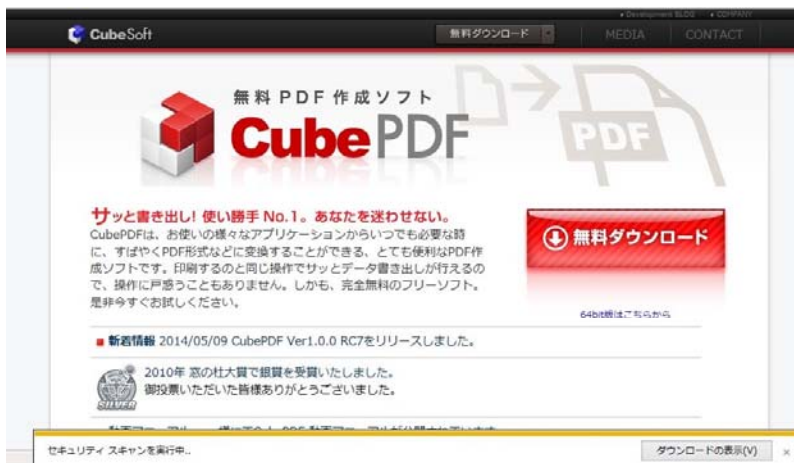 Development BLOG COMPANY
CubeSoft
無料ダウンロード
MEDIA
CONTACT
無料PDF作成ソフト
CubePDF
PDF
サッと書き出し! 使い勝手 No.1。あなたを迷わせない。
CubePDFは、お使いの様々なアプリケーションからいつでも必要な時
に、すばやくPDF形式などに変換することができる、とても便利なPDF作
成ソフトです。印刷するのと同じ操作でサッとデータ書き出しが行えるの
で、操作に戸惑うこともありません。しかも、完全無料のフリーソフト。
是非今すぐお試しください。
無料ダウンロード
64bit版はこちらから
新着情報 2014/05/09 CubePDF Ver1.0.0 RC7をリリースしました。
2010年 窓の杜大賞で銀賞を受賞いたしました。
御投票いただいた皆様ありがとうございました。
SILVER
セキュリティ スキャンを実行中..
ダウンロードの表示(V)
×